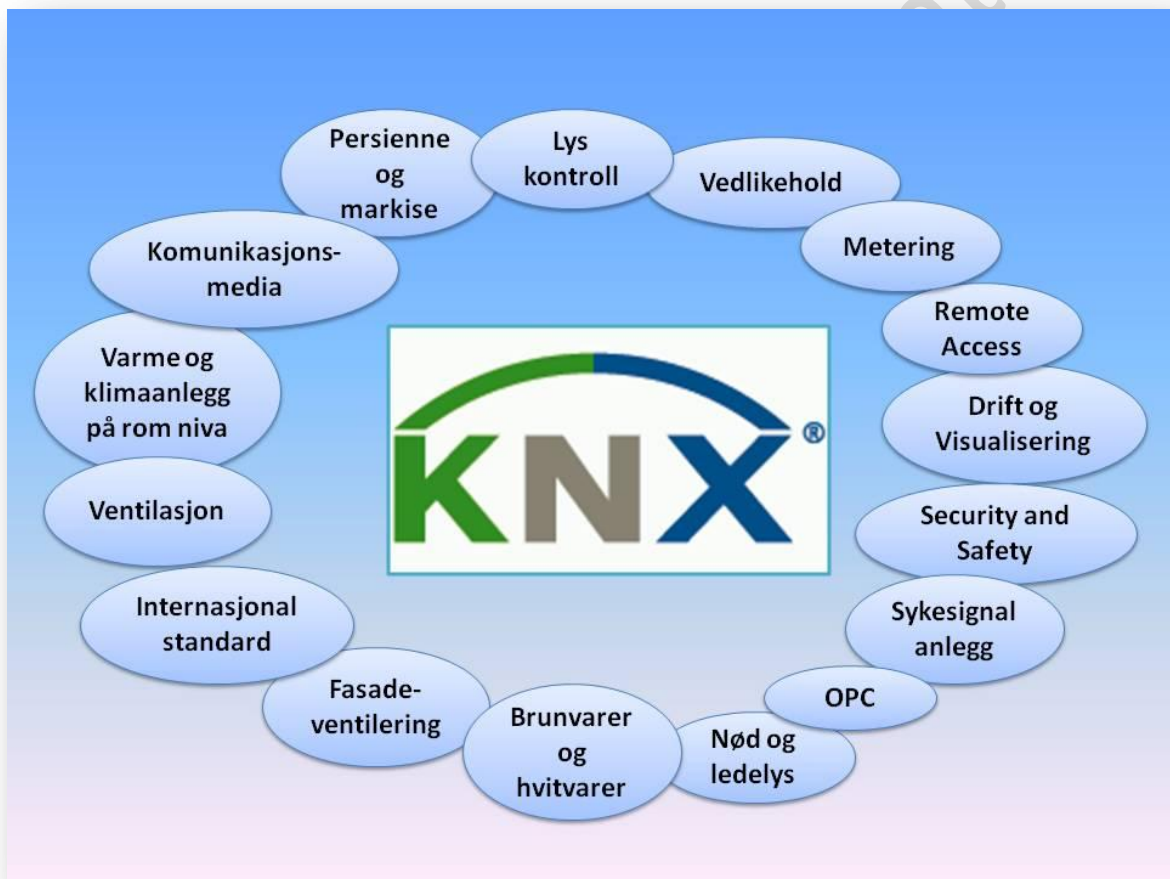 Persienne
og
markise
Lys
kontroll
Vedlikehold
Metering
Remote
Access
Drift og
Visualisering
Security and
Safety
Sykesignal
anlegg
OPC
Nød og
ledelys
Brunvarer
og
hvitvarer
Fasade-
ventilering
Internasjonal
standard
Ventilasjon
Varme og
klimaanlegg
på rom niva
Komunikasjons-
media
KNX®